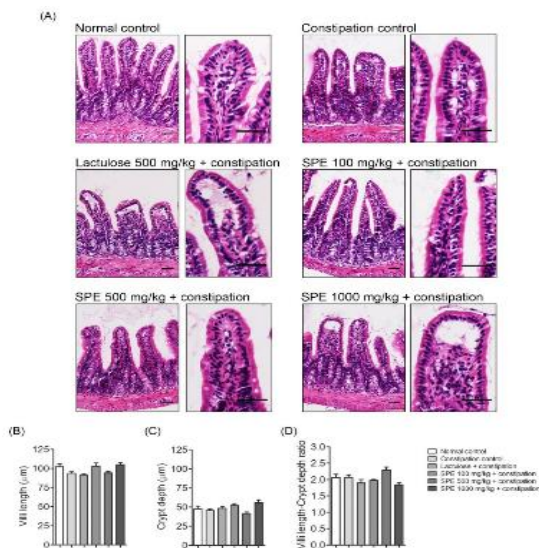 (A)
Normal control
Constipation control
Lactulose 500 mg/kg + constipation
SPE 100 mg/kg + constipation
SPE 500 mg/kg + constipation
SPE 1000 mg/kg + constipation
(B)
Villi length (μm)
125
100
75
50
25
0
(C)
Crypt depth (μm)
125
100
75
50
25
0
(D)
Villi length-Crypt depth ratio
3.0
2.5
2.0
1.5
1.0
0.5
0.0
Normal control
Constipation control
Lactulose + constipation
SPE 100 mg/kg + constipation
SPE 500 mg/kg + constipation
SPE 1000 mg/kg + constipation